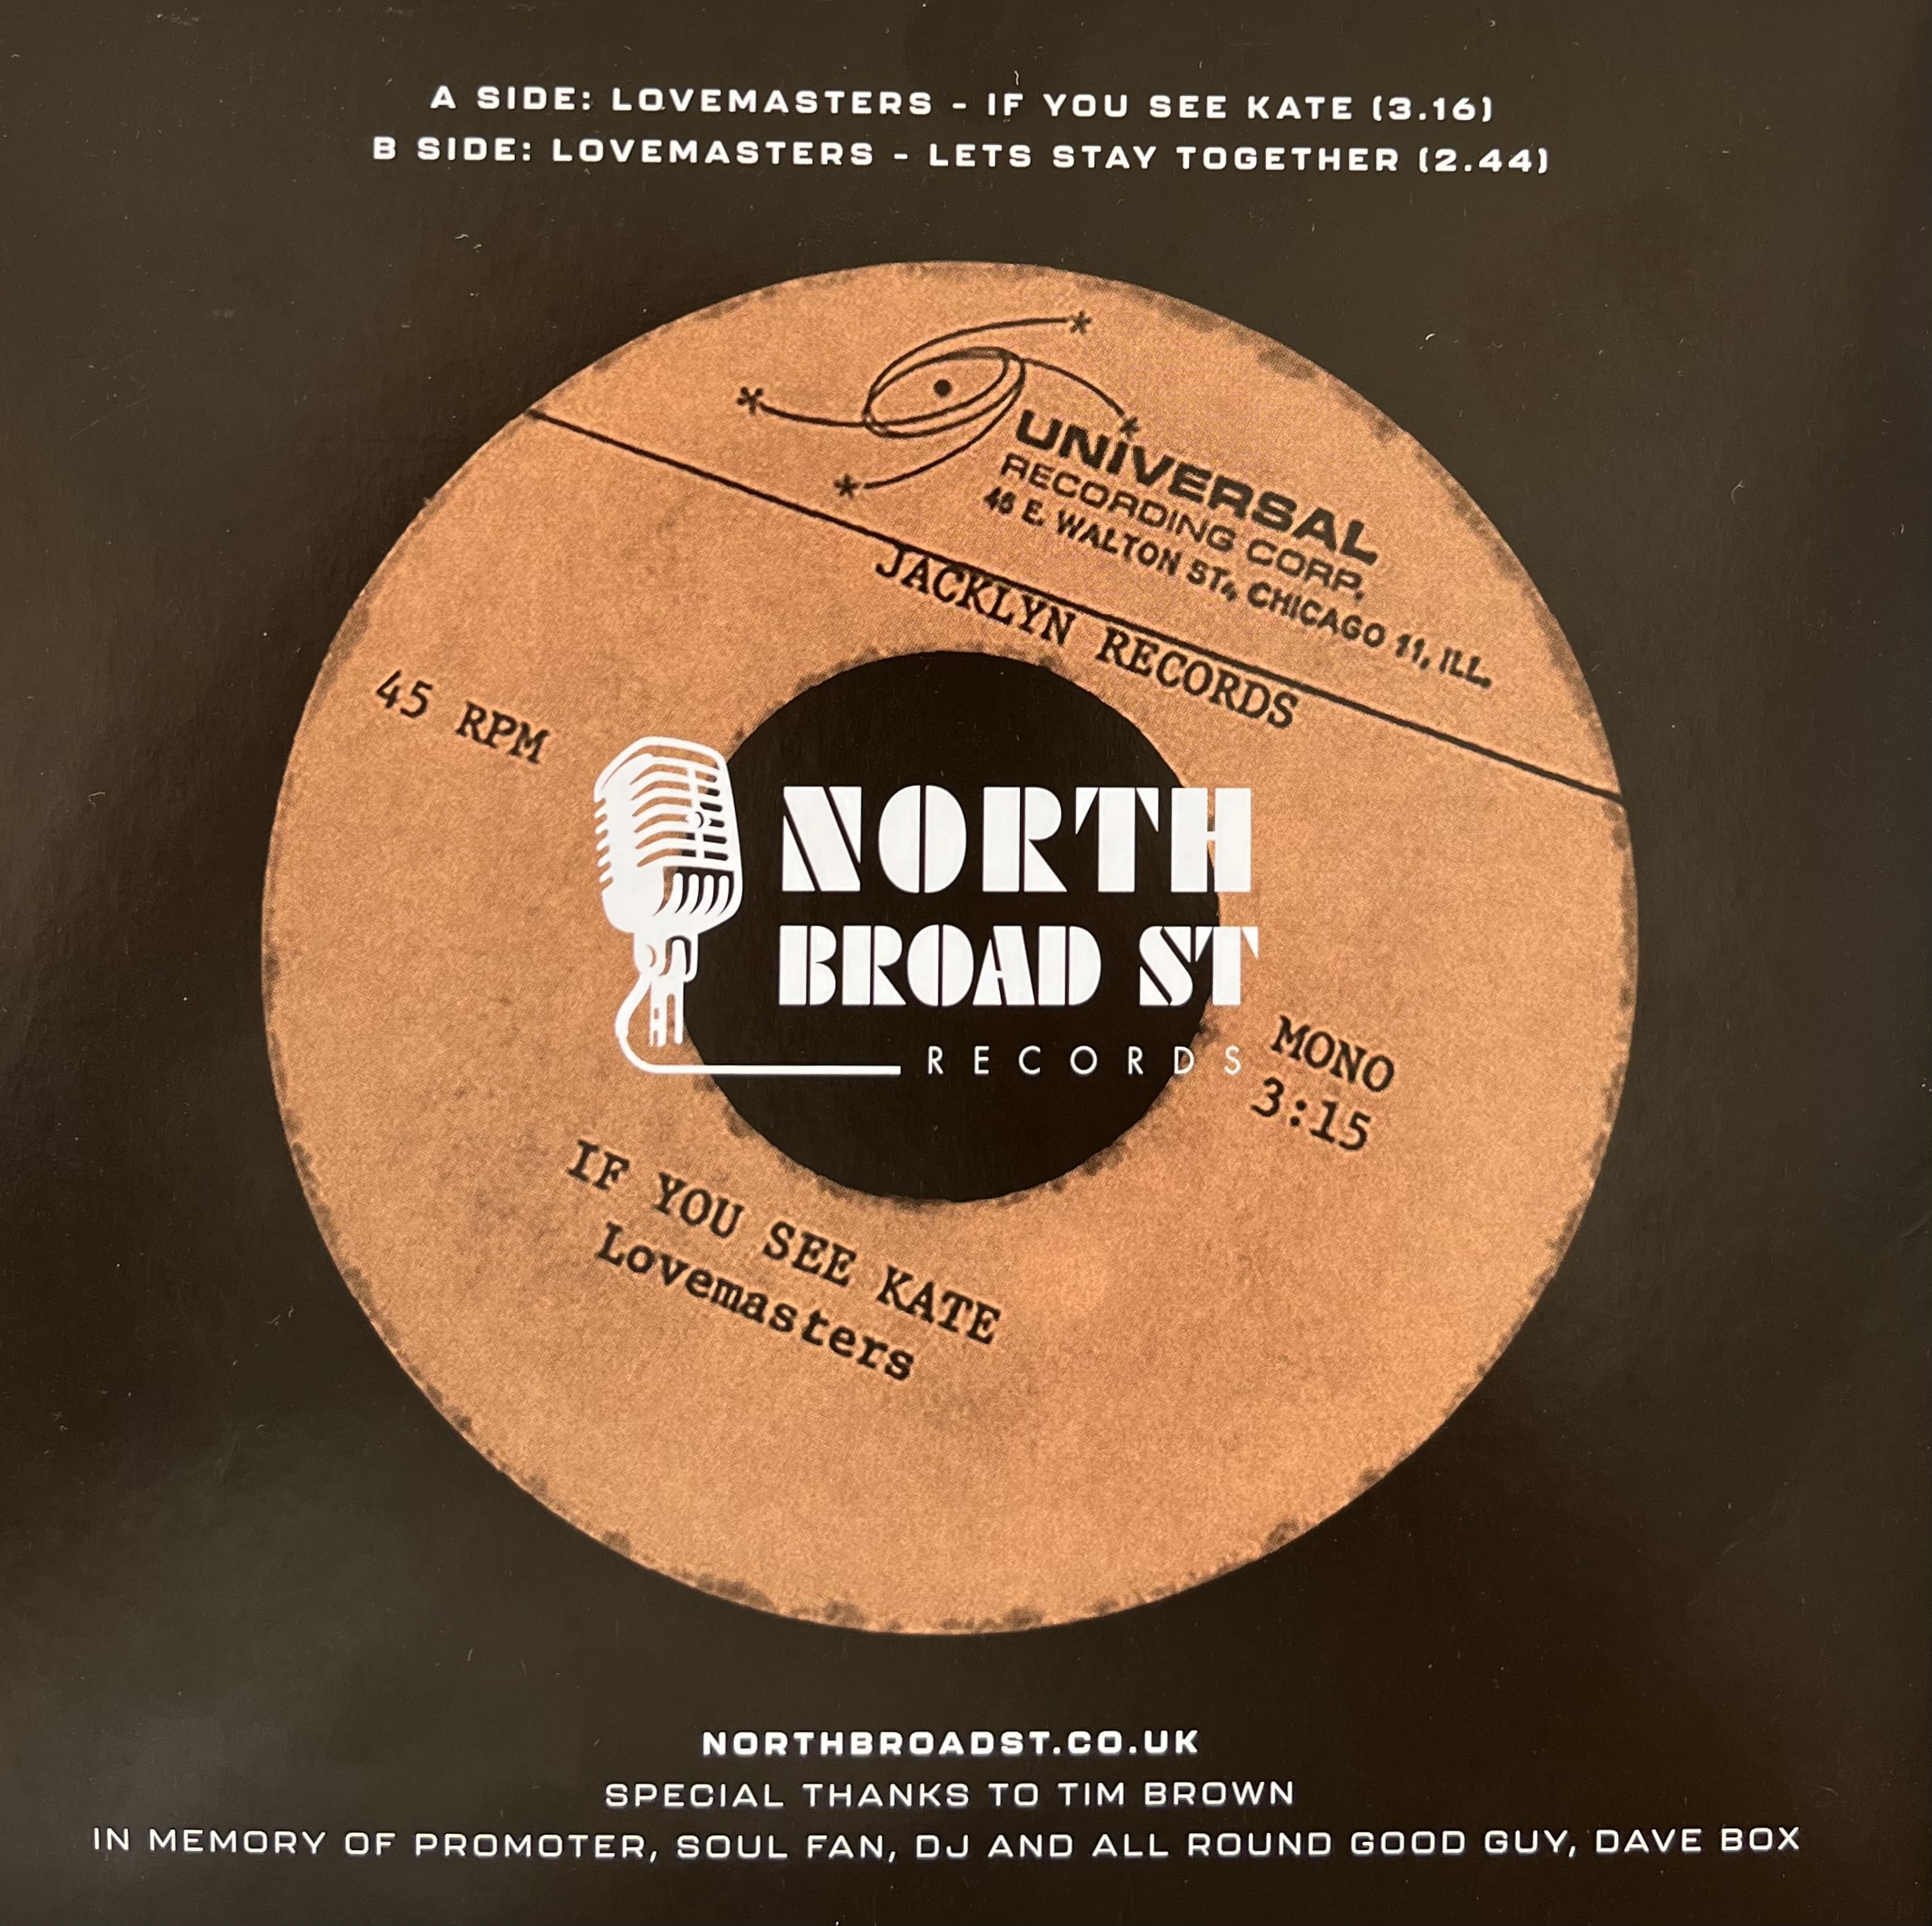 A SIDE: LOVEMASTERS - IF YOU SEE KATE (3.16)
B SIDE: LOVEMASTERS - LETS STAY TOGETHER (2.44)
UNIVERSAL
RECORDING CORP.
46 E. WALTON ST., CHICAGO 11, ILL.
JACKLYN RECORDS
45 RPM
NORTH
BROAD ST
RECORDS
MONO
3:15
IF YOU SEE KATE
Lovemasters
NORTHBROADST.CO.UK
SPECIAL THANKS TO TIM BROWN
IN MEMORY OF PROMOTER, SOUL FAN, DJ AND ALL ROUND GOOD GUY, DAVE BOX